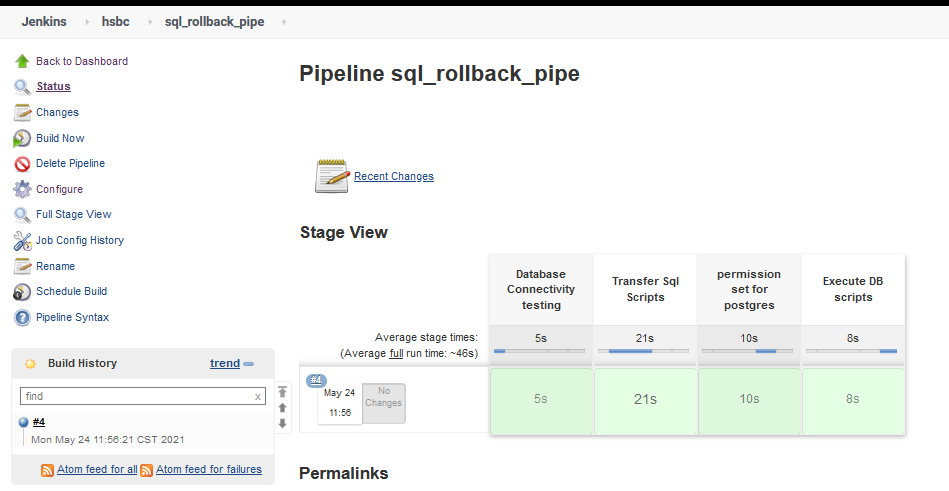 Jenkins hsbc sql_rollback_pipe
Back to Dashboard
Status
Changes
Build Now
Delete Pipeline
Configure
Full Stage View
Job Config History
Rename
Schedule Build
Pipeline Syntax
Build History trend
find x
#4
Mon May 24 11:56:21 CST 2021
Atom feed for all Atom feed for failures
Pipeline sql_rollback_pipe
Recent Changes
Stage View
Database
Connectivity
testing
Transfer Sql
Scripts
permission
set for
postgres
Execute DB
scripts
Average stage times:
(Average full run time: ~46s)
5s 21s 10s 8s
#4
May 24
11:56
No
Changes
5s 21s 10s 8s
Permalinks